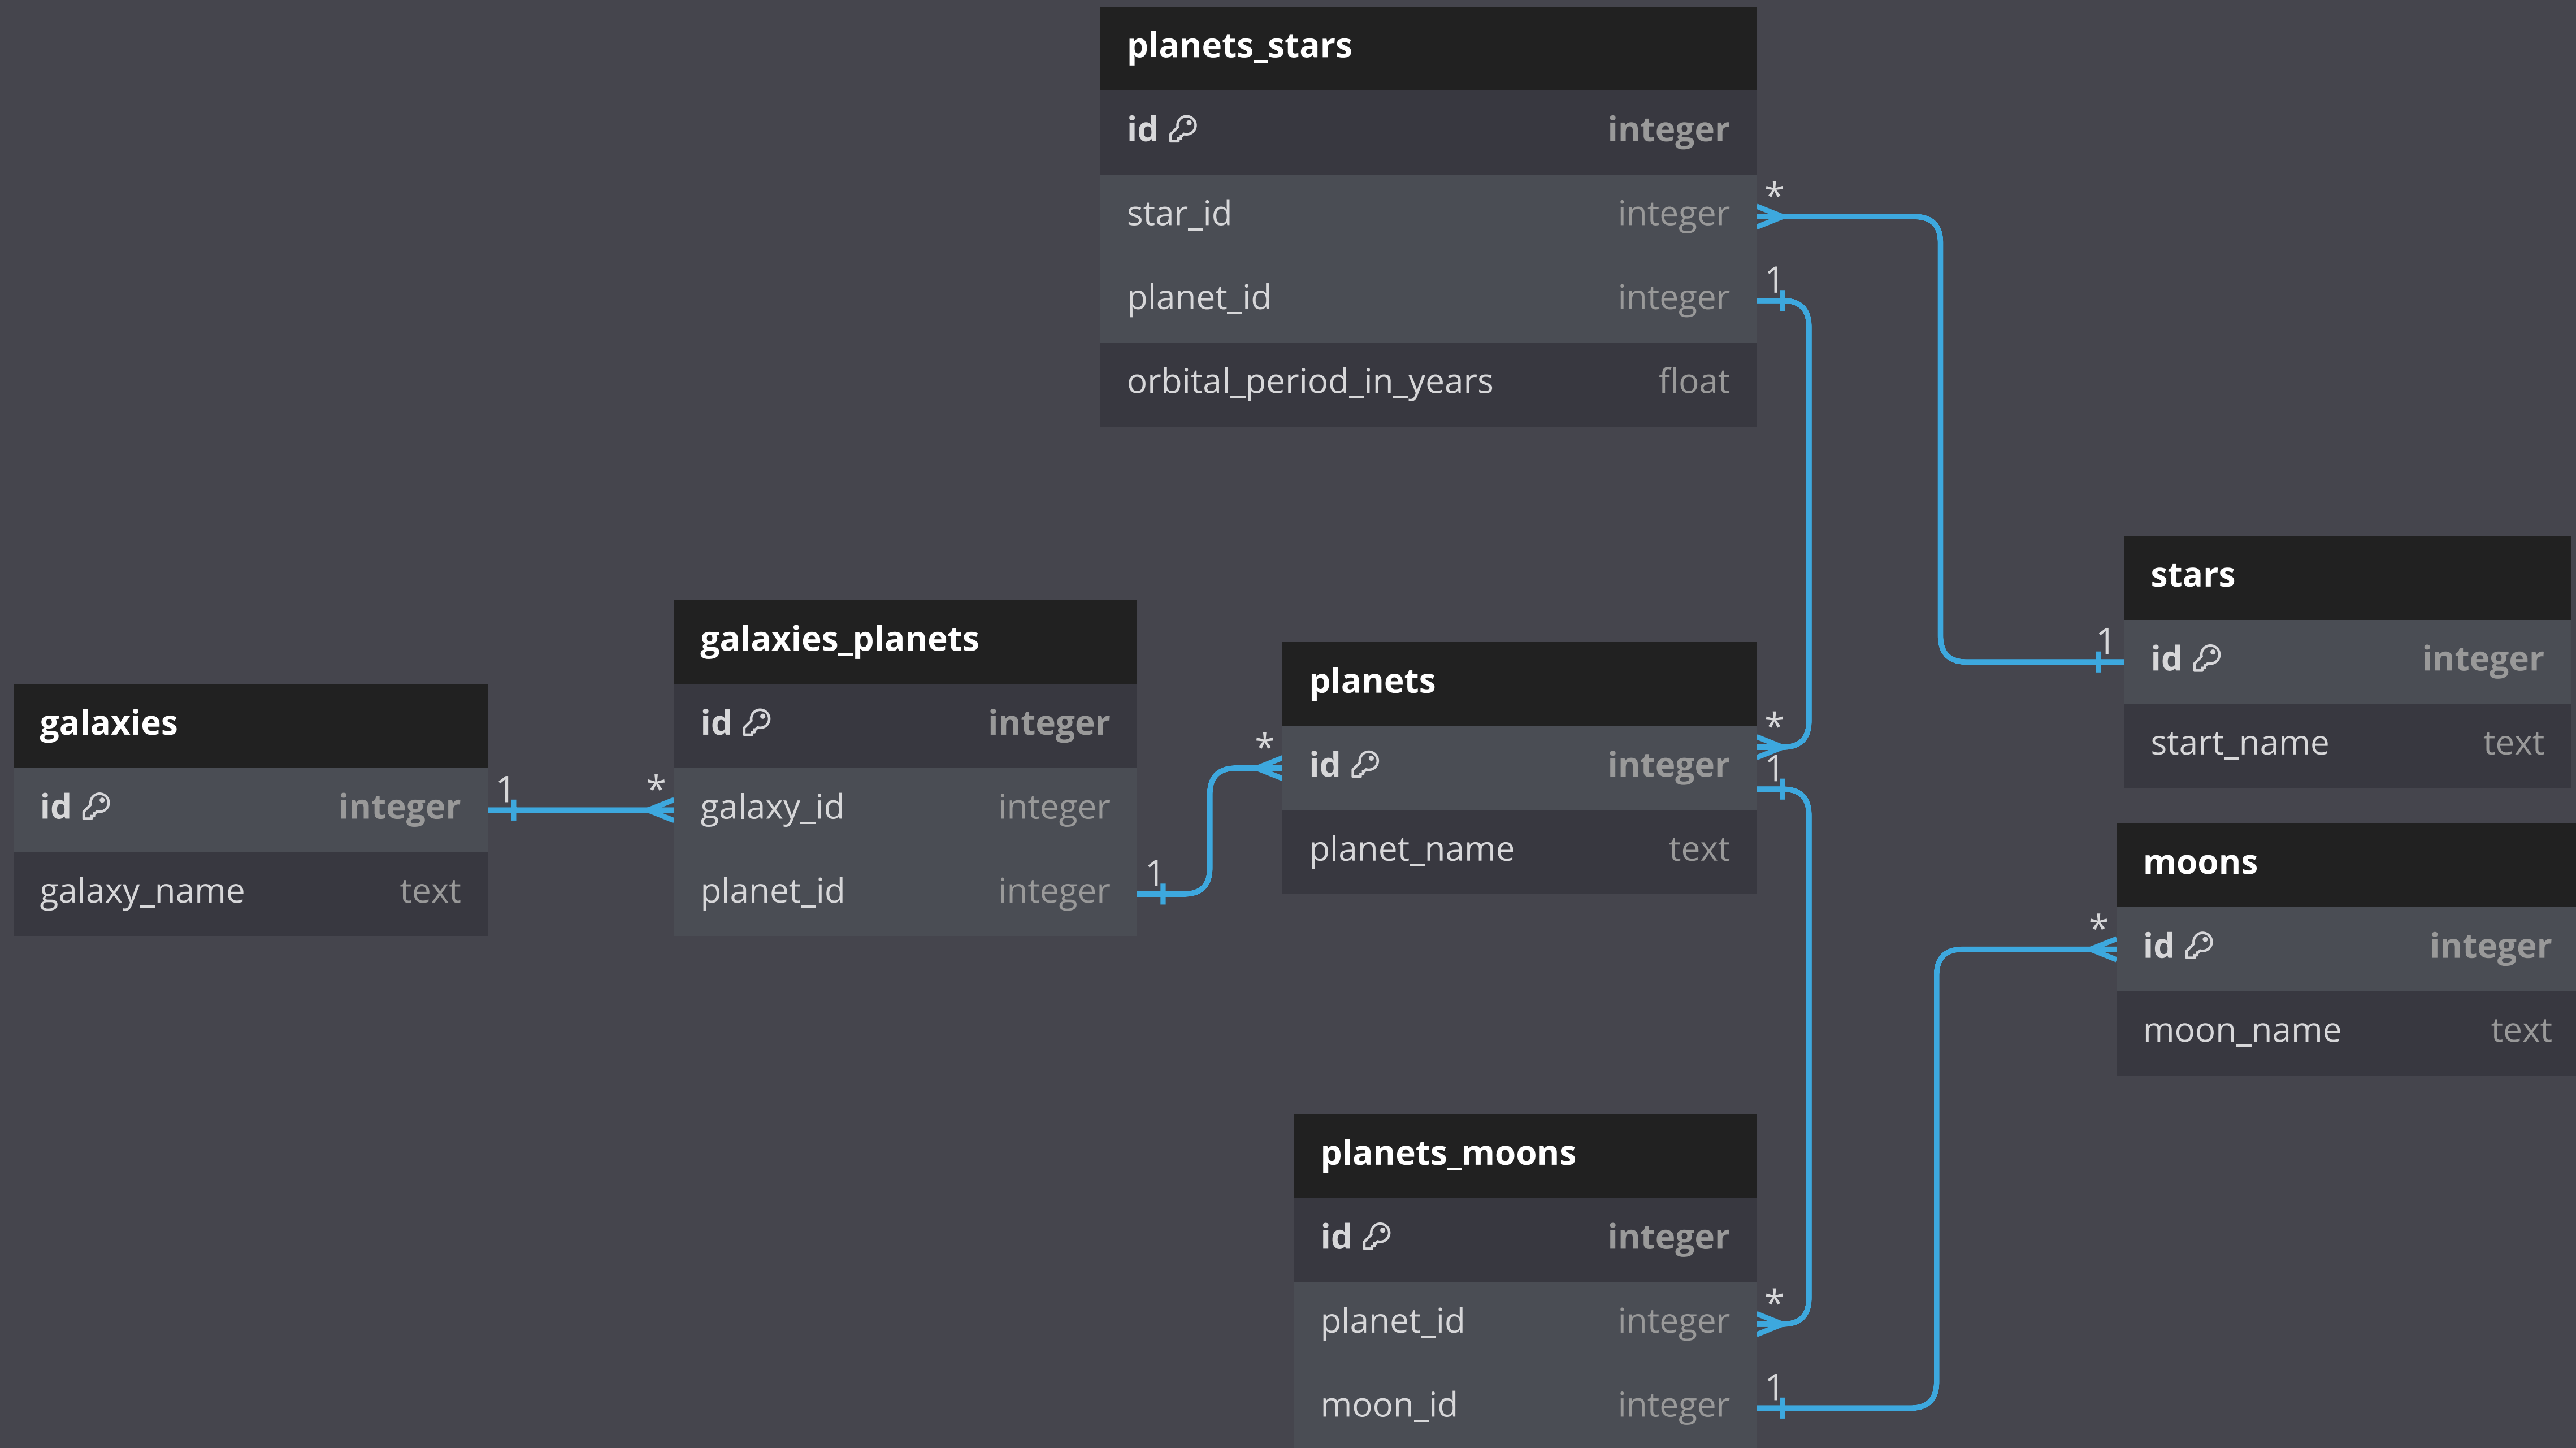 planets_stars
id integer
star_id integer
planet_id integer
orbital_period_in_years float
*
1
stars
id integer
start_name text
1
galaxies_planets
id integer
galaxy_id integer
planet_id integer
*
1
planets
id integer
planet_name text
*
*
1
galaxies
id integer
galaxy_name text
1
moons
id integer
moon_name text
*
planets_moons
id integer
planet_id integer
moon_id integer
*
1